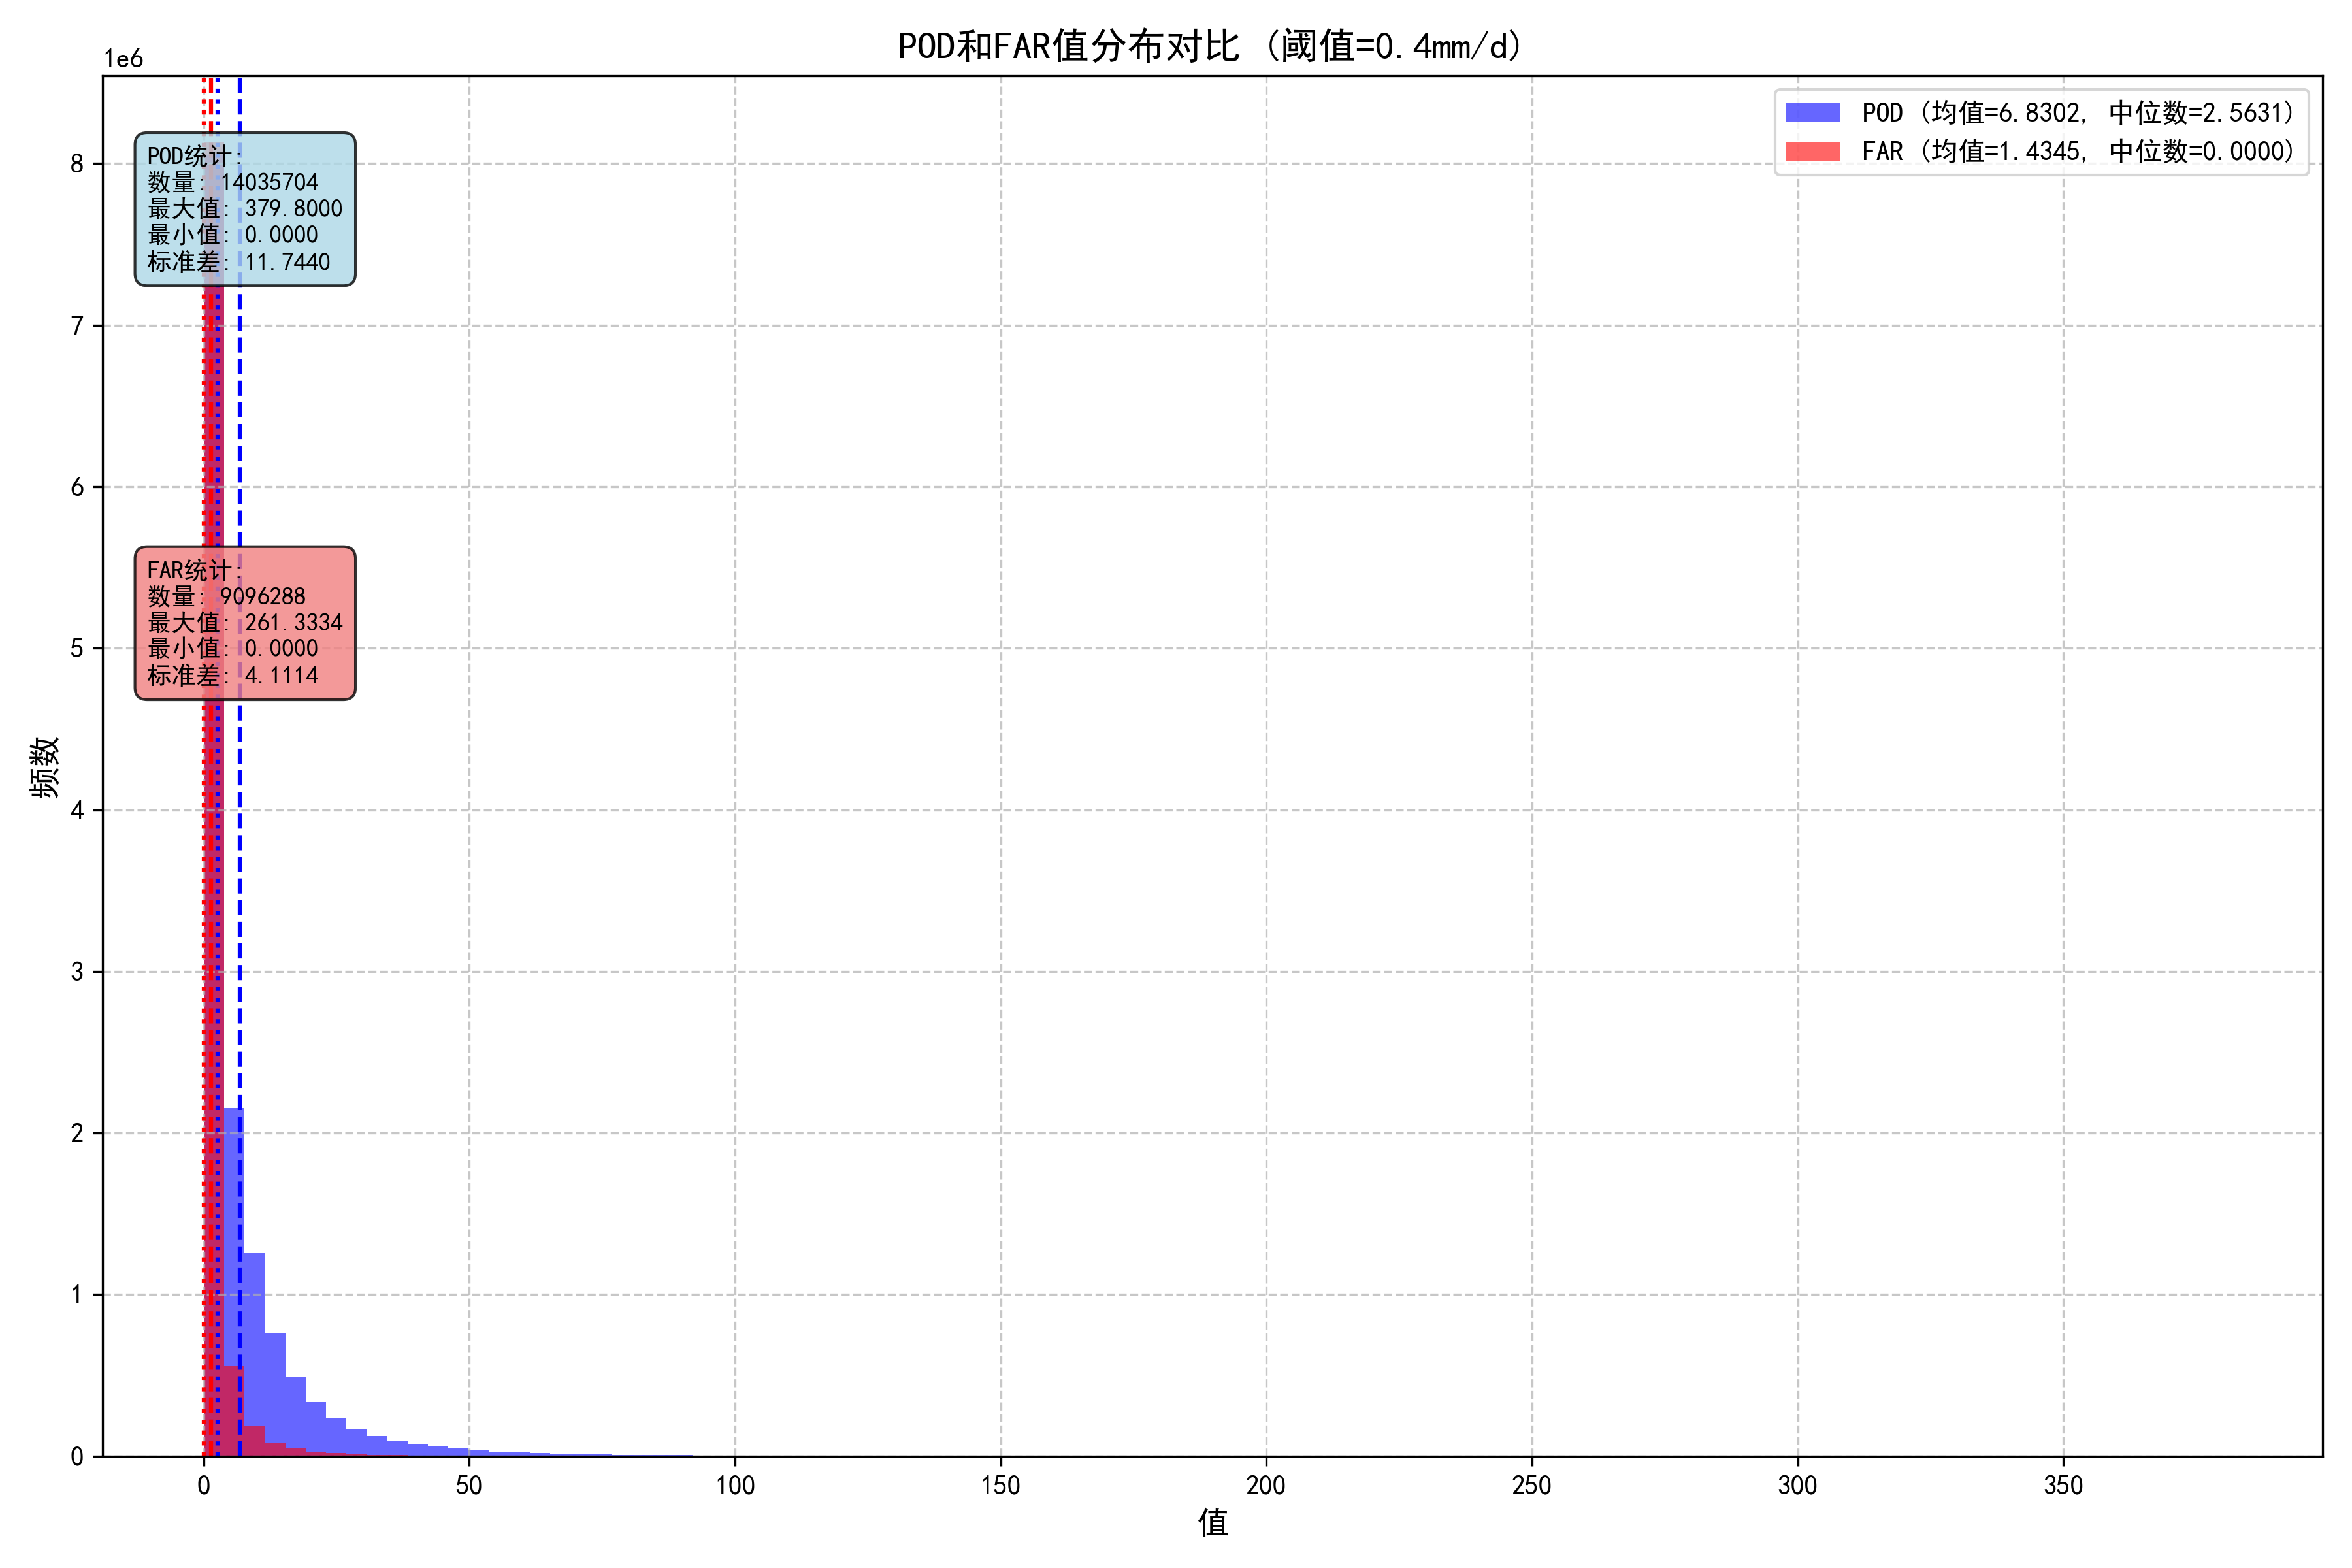 POD和FAR值分布对比 (阈值=0.4mm/d)
1e6
POD (均值=6.8302, 中位数=2.5631)
FAR (均值=1.4345, 中位数=0.0000)
POD统计:
数量: 14035704
最大值: 379.8000
最小值: 0.0000
标准差: 11.7440
FAR统计:
数量: 9096288
最大值: 261.3334
最小值: 0.0000
标准差: 4.1114
频数
8
7
6
5
4
3
2
1
0
0 50 100 150 200 250 300 350
值